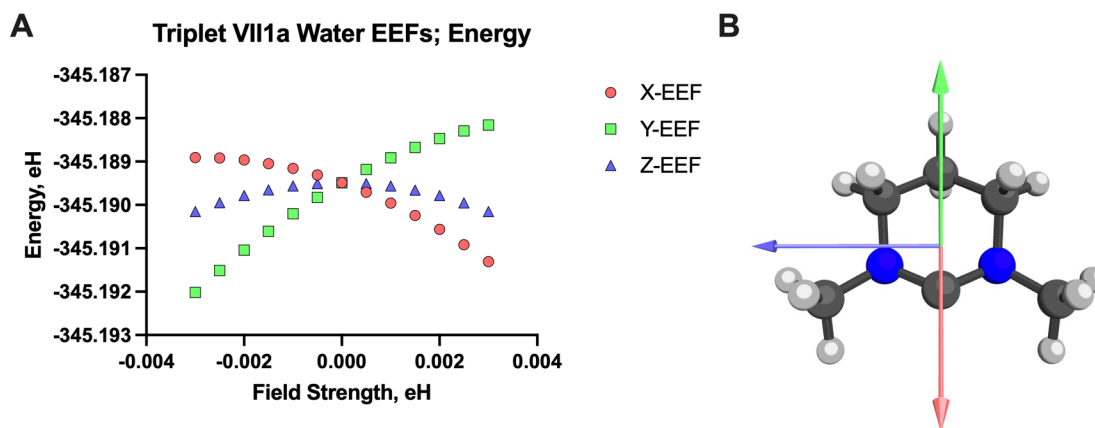 A
Triplet VII1a Water EEFs; Energy
Energy, eH
-345.187
-345.188
-345.189
-345.190
-345.191
-345.192
-345.193
-0.004
-0.002
0.000
0.002
0.004
Field Strength, eH
X-EEF
Y-EEF
Z-EEF
B